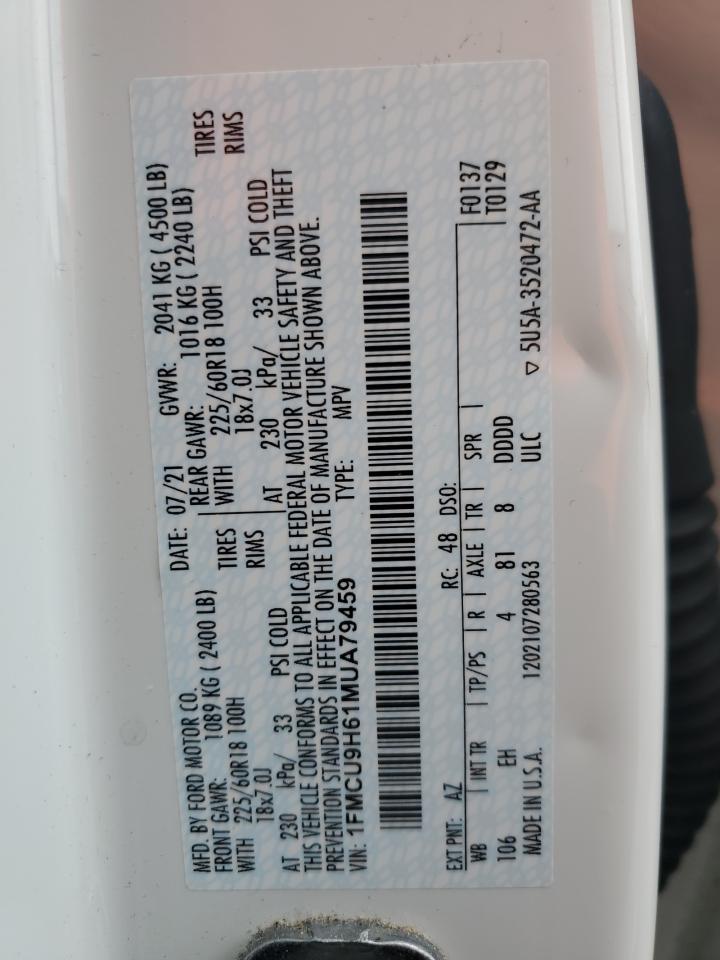 MFD. BY FORD MOTOR CO.
DATE: 07/21 GVWR: 2041 KG ( 4500 LB)
FRONT GAWR: 1089 KG ( 2400 LB) REAR GAWR: 1016 KG ( 2240 LB)
WITH 225/60R18 100H TIRES WITH 225/60R18 100H TIRES
18x7.0J RIMS 18x7.0J RIMS
AT 230 kPa/ 33 PSI COLD AT 230 kPa/ 33 PSI COLD
THIS VEHICLE CONFORMS TO ALL APPLICABLE FEDERAL MOTOR VEHICLE SAFETY AND THEFT
PREVENTION STANDARDS IN EFFECT ON THE DATE OF MANUFACTURE SHOWN ABOVE.
VIN: 1FMCU9H61MUA79459 TYPE: MPV
EXT PNT: AZ RC: 48 DSO: F0137
WB INT TR TP/PS R AXLE TR SPR T0129
106 EH 4 81 8 DDDD
MADE IN U.S.A. 1202107280563 ULC ▽ 5U5A-3520472-AA